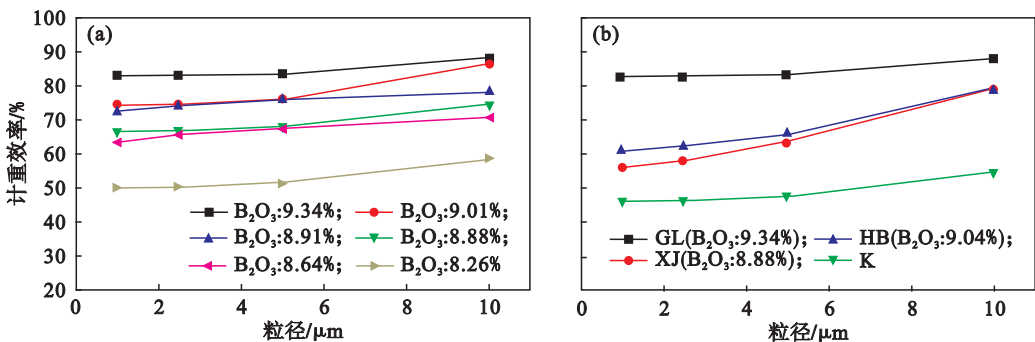 计重效率/%
100
90
80
70
60
50
40
30
20
(a)
B₂O₃:9.34%; B₂O₃:9.01%;
B₂O₃:8.91%; B₂O₃:8.88%;
B₂O₃:8.64%; B₂O₃:8.26%
0 2 4 6 8 10
粒径/μm
(b)
GL(B₂O₃:9.34%); HB(B₂O₃:9.04%);
XJ(B₂O₃:8.88%); K
0 2 4 6 8 10
粒径/μm